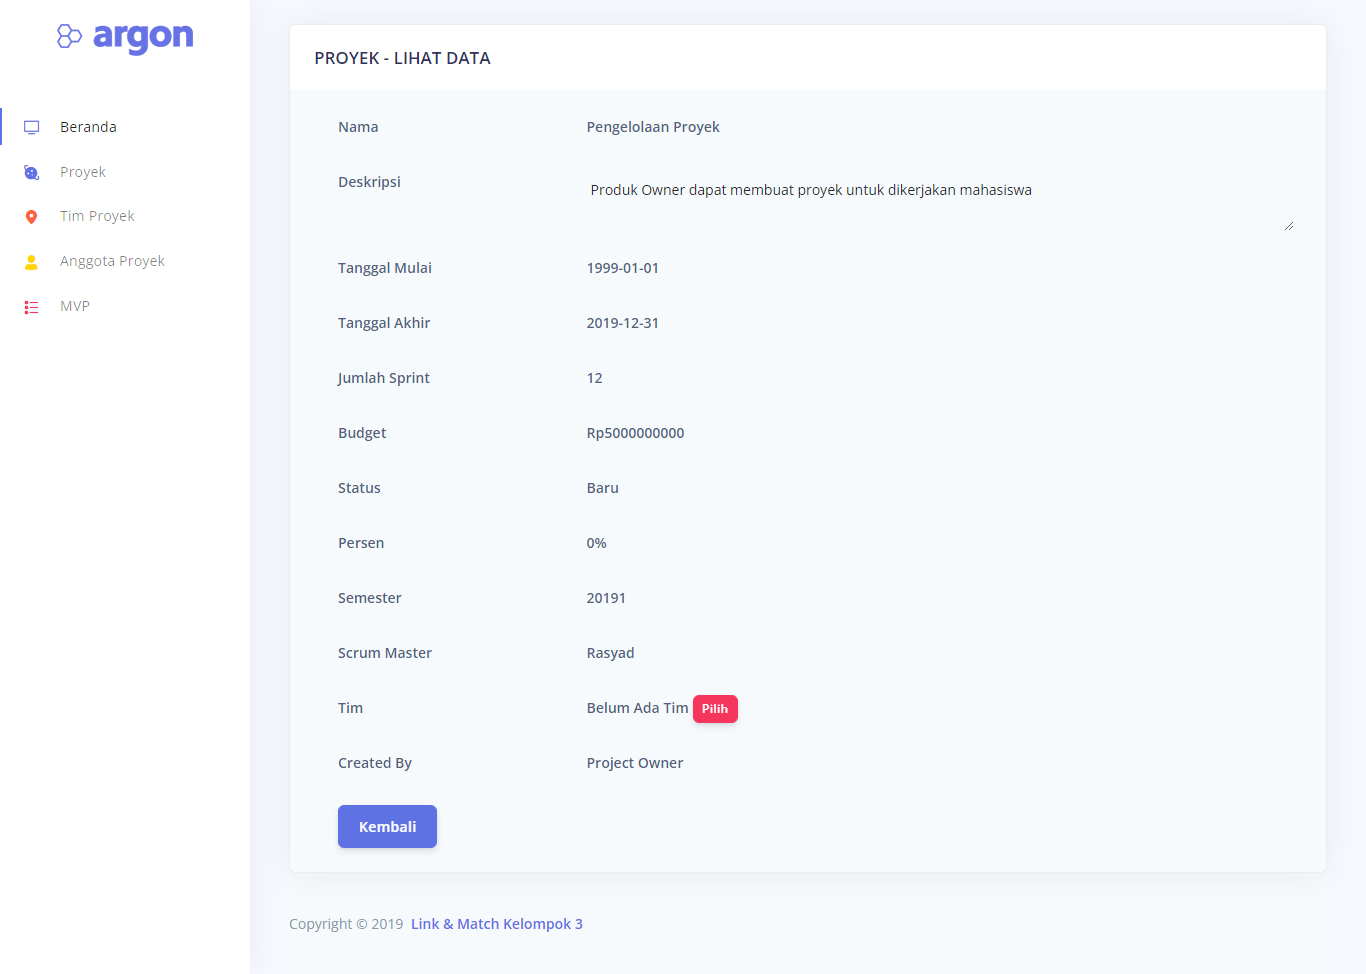 argon
Beranda
Proyek
Tim Proyek
Anggota Proyek
MVP
PROYEK - LIHAT DATA
Nama Pengelolaan Proyek
Deskripsi Produk Owner dapat membuat proyek untuk dikerjakan mahasiswa
Tanggal Mulai 1999-01-01
Tanggal Akhir 2019-12-31
Jumlah Sprint 12
Budget Rp5000000000
Status Baru
Persen 0%
Semester 20191
Scrum Master Rasyad
Tim Belum Ada Tim Pilih
Created By Project Owner
Kembali
Copyright © 2019 Link & Match Kelompok 3